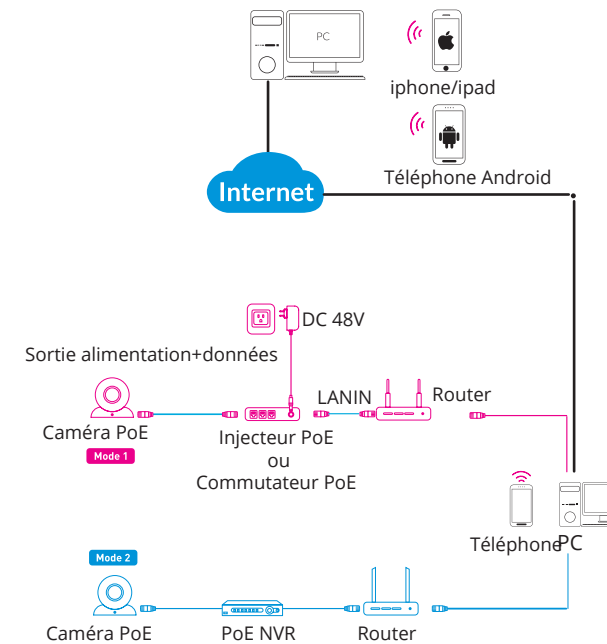 PC
iphone/ipad
Téléphone Android
Internet
DC 48V
Sortie alimentation+données
LANIN
Router
Caméra PoE
Mode 1
Injecteur PoE
ou
Commutateur PoE
Téléphone
PC
Mode 2
Caméra PoE
PoE NVR
Router